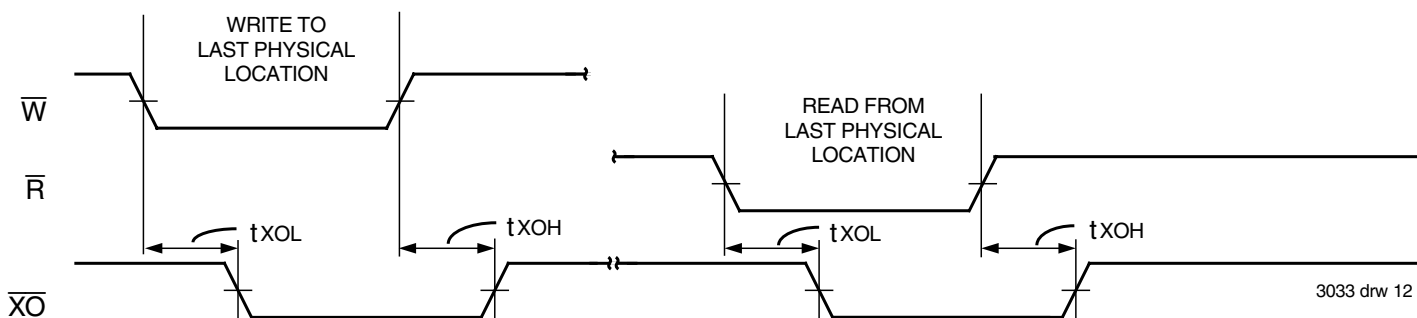 WRITE TO
LAST PHYSICAL
LOCATION
W
READ FROM
LAST PHYSICAL
LOCATION
R
tXOL
tXOH
tXOL
tXOH
XO
3033 drw 12